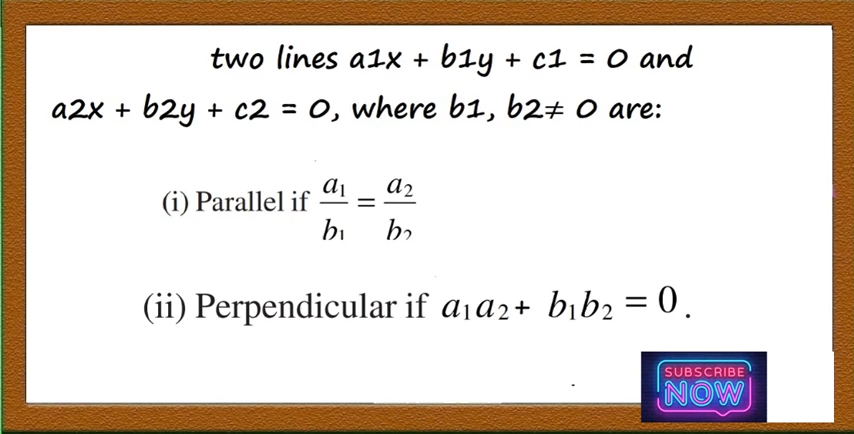 two lines a1x + b1y + c1 = 0 and
a2x + b2y + c2 = 0, where b1, b2≠ 0 are:
(i) Parallel if a₁/b₁ = a₂/b₂
(ii) Perpendicular if a₁a₂+ b₁b₂ = 0.
SUBSCRIBE
NOW